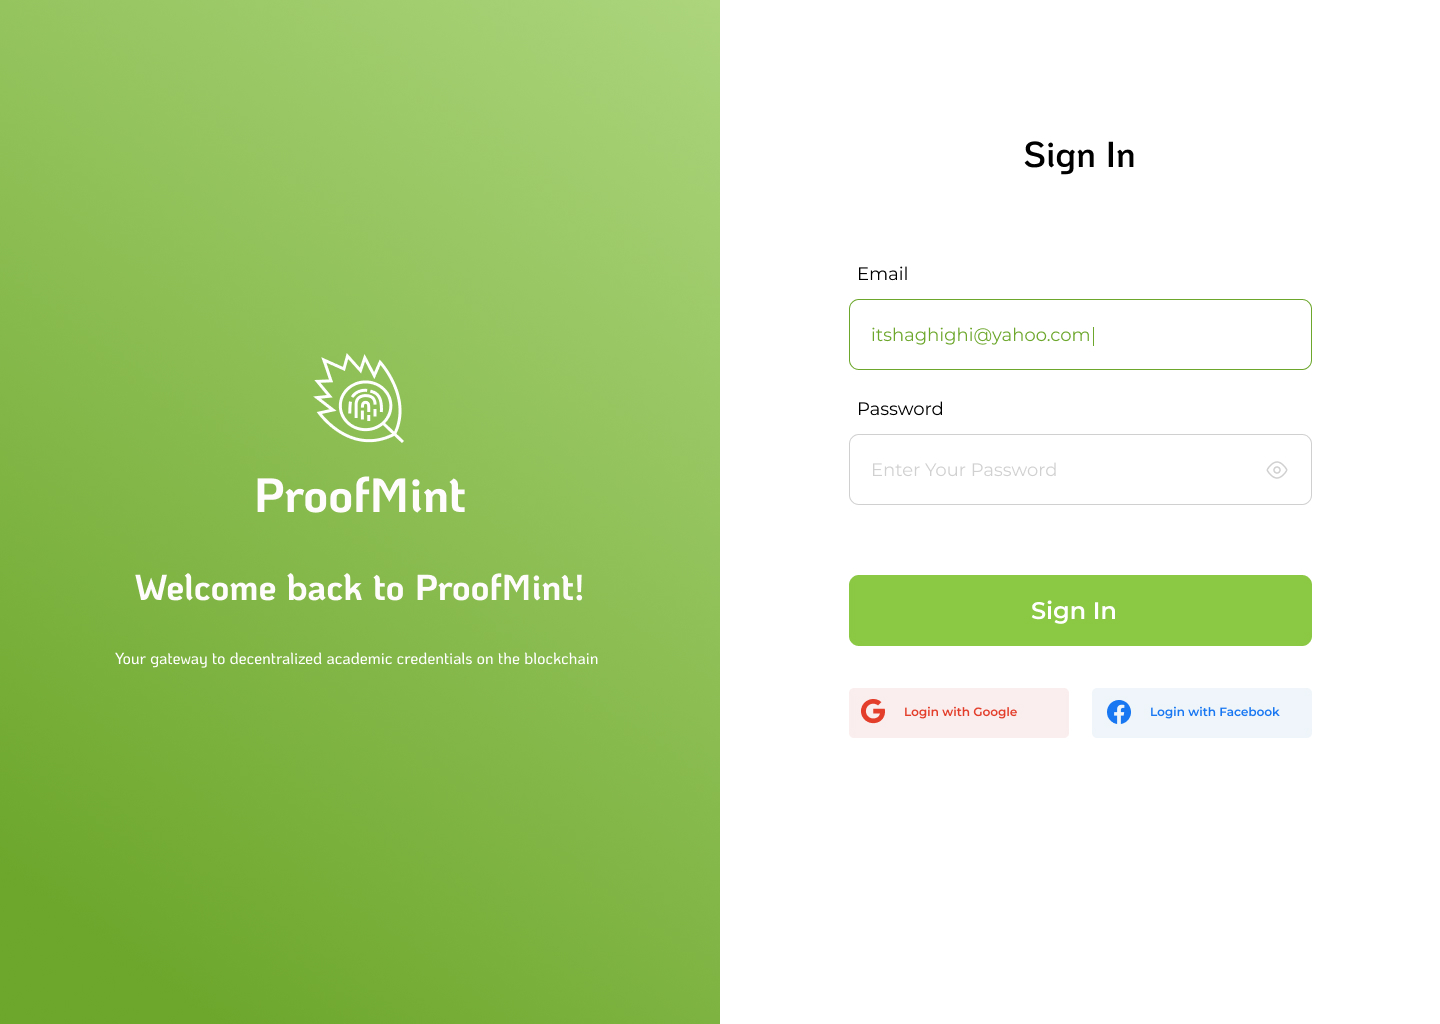 ProofMint
Welcome back to ProofMint!
Your gateway to decentralized academic credentials on the blockchain
Sign In
Email
itshaghighi@yahoo.com
Password
Enter Your Password
Sign In
Login with Google
Login with Facebook